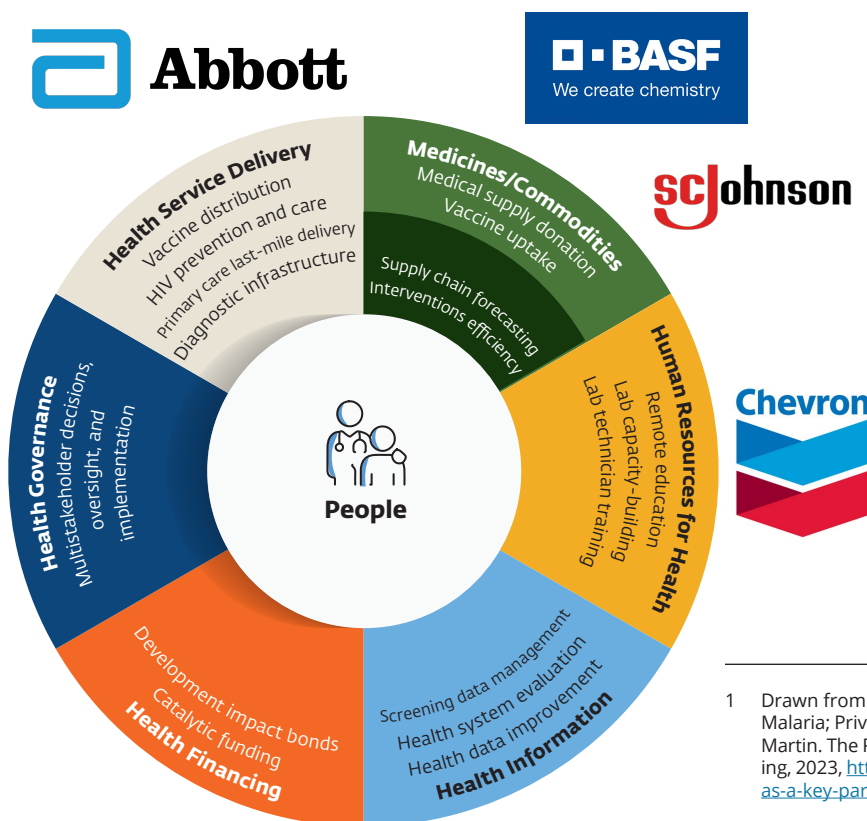 Abbott
BASF
We create chemistry
Health Service Delivery
Vaccine distribution
HIV prevention and care
Primary care last-mile delivery
Diagnostic infrastructure
Medicines/Commodities
Medical supply donation
Vaccine uptake
Supply chain forecasting
Interventions efficiency
SC Johnson
Human Resources for Health
Remote education
Lab capacity-building
Lab technician training
Chevron
Health Governance
Multistakeholder decisions,
oversight, and
implementation
People
Development impact bonds
Catalytic funding
Health Financing
Screening data management
Health system evaluation
Health data improvement
Health Information
1 Drawn from
Malaria; Priv
Martin. The P
ing, 2023, htt
as-a-key-par